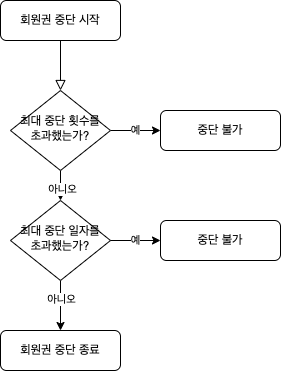 회원권 중단 시작
최대 중단 횟수를
초과했는가?
예
중단 불가
아니오
최대 중단 일자를
초과했는가?
예
중단 불가
아니오
회원권 중단 종료